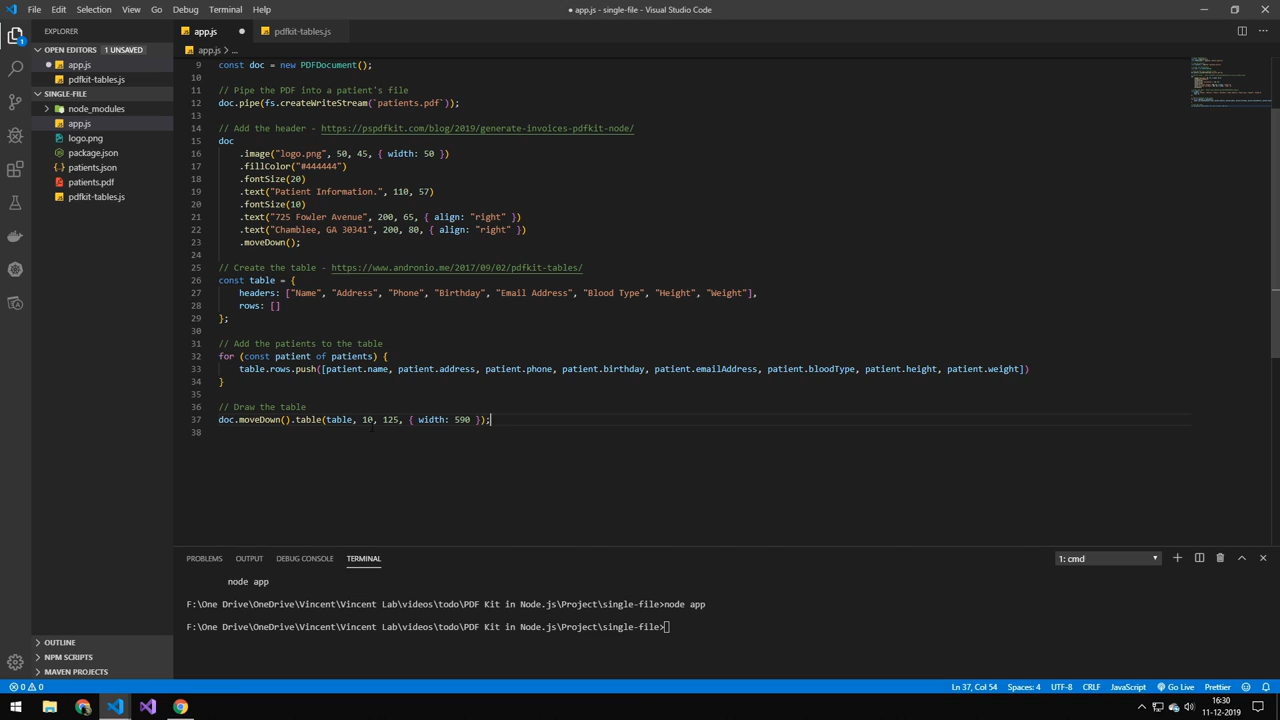 File Edit Selection View Go Debug Terminal Help
● app.js - single-file - Visual Studio Code
EXPLORER
OPEN EDITORS 1 UNSAVED
app.js
pdfkit-tables.js
SINGLE-FILE
node_modules
app.js
logo.png
package.json
patients.json
patients.pdf
pdfkit-tables.js
OUTLINE
NPM SCRIPTS
MAVEN PROJECTS
app.js ●
pdfkit-tables.js
app.js > ...
9 const doc = new PDFDocument();
10
11 // Pipe the PDF into a patient's file
12 doc.pipe(fs.createWriteStream(`patients.pdf`));
13
14 // Add the header - https://pspdfkit.com/blog/2019/generate-invoices-pdfkit-node/
15 doc
16 .image("logo.png", 50, 45, { width: 50 })
17 .fillColor("#444444")
18 .fontSize(20)
19 .text("Patient Information.", 110, 57)
20 .fontSize(10)
21 .text("725 Fowler Avenue", 200, 65, { align: "right" })
22 .text("Chamblee, GA 30341", 200, 80, { align: "right" })
23 .moveDown();
24
25 // Create the table - https://www.andronio.me/2017/09/02/pdfkit-tables/
26 const table = {
27 headers: ["Name", "Address", "Phone", "Birthday", "Email Address", "Blood Type", "Height", "Weight"],
28 rows: []
29 };
30
31 // Add the patients to the table
32 for (const patient of patients) {
33 table.rows.push([patient.name, patient.address, patient.phone, patient.birthday, patient.emailAddress, patient.bloodType, patient.height, patient.weight])
34 }
35
36 // Draw the table
37 doc.moveDown().table(table, 10, 125, { width: 590 });
38
PROBLEMS OUTPUT DEBUG CONSOLE TERMINAL
1: cmd
node app
F:\One Drive\OneDrive\Vincent Lab\videos\todo\PDF Kit in Node.js\Project\single-file>node app
F:\One Drive\OneDrive\Vincent Lab\videos\todo\PDF Kit in Node.js\Project\single-file>
0 0
Ln 37, Col 54 Spaces: 4 UTF-8 CRLF JavaScript Go Live Prettier
16:30
11-12-2019